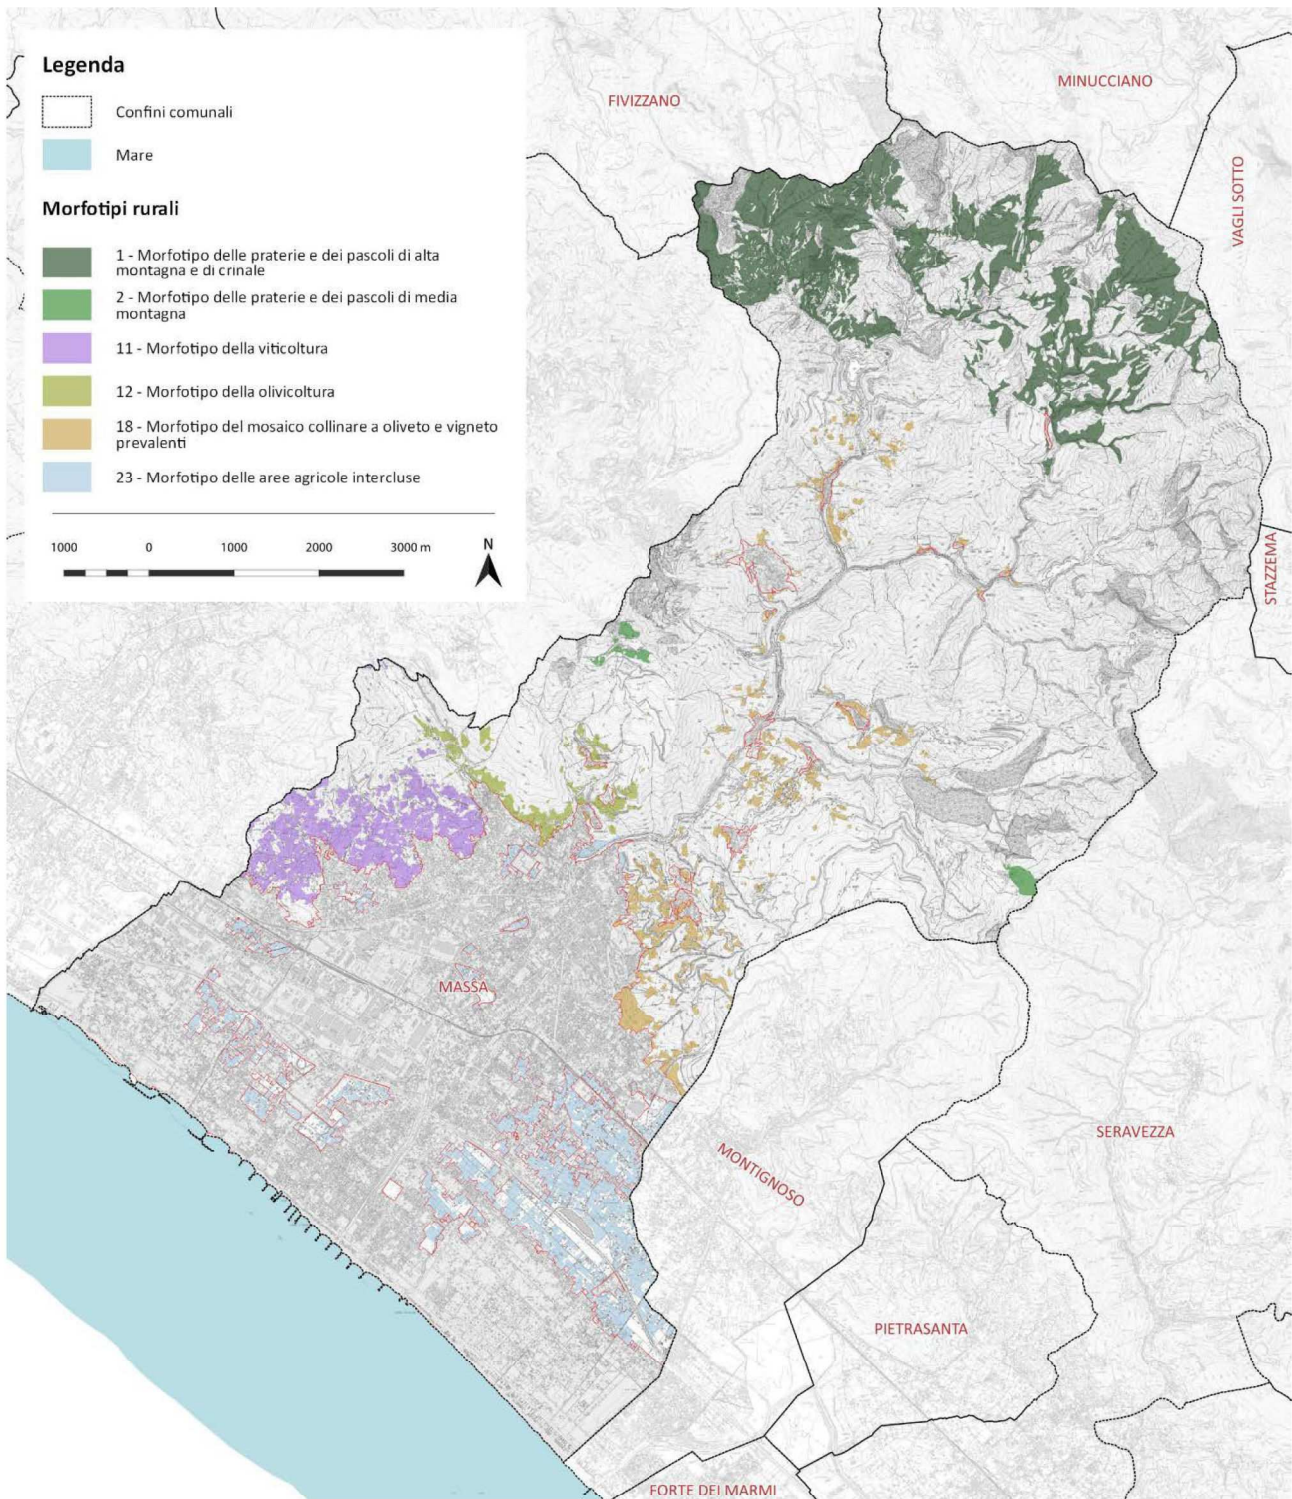 Legenda
Confini comunali
Mare
Morfotipi rurali
1 - Morfotipo delle praterie e dei pascoli di alta
montagna e di crinale
2 - Morfotipo delle praterie e dei pascoli di media
montagna
11 - Morfotipo della viticoltura
12 - Morfotipo della olivicoltura
18 - Morfotipo del mosaico collinare a oliveto e vigneto
prevalenti
23 - Morfotipo delle aree agricole intercluse
1000 0 1000 2000 3000 m
N
FIVIZZANO
MINUCCIANO
VAGLI SOTTO
STAZZEMA
MASSA
MONTIGNOSO
SERAVEZZA
PIETRASANTA
FORTE DEI MARMI